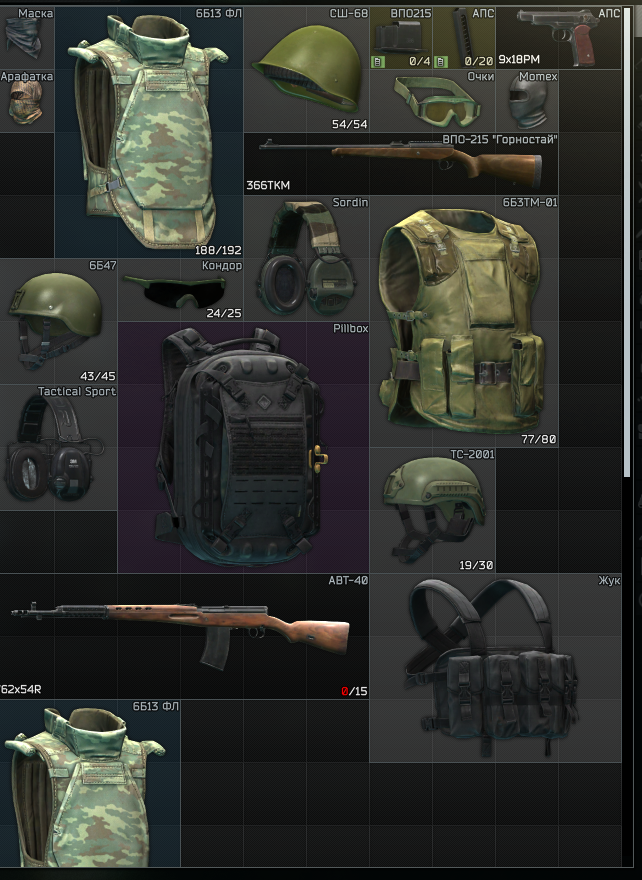 Маска
6Б13 ФЛ
СШ-68
ВПО215
АПС
АПС
0/4
0/20
9x18PM
Арафатка
Очки
Momex
54/54
ВПО-215 "Горностай"
366TKM
188/192
Sordin
6Б3ТМ-01
6Б47
Кондор
24/25
43/45
Pillbox
Tactical Sport
77/80
ТС-2001
19/30
АВТ-40
Жук
762x54R
0/15
6Б13 ФЛ